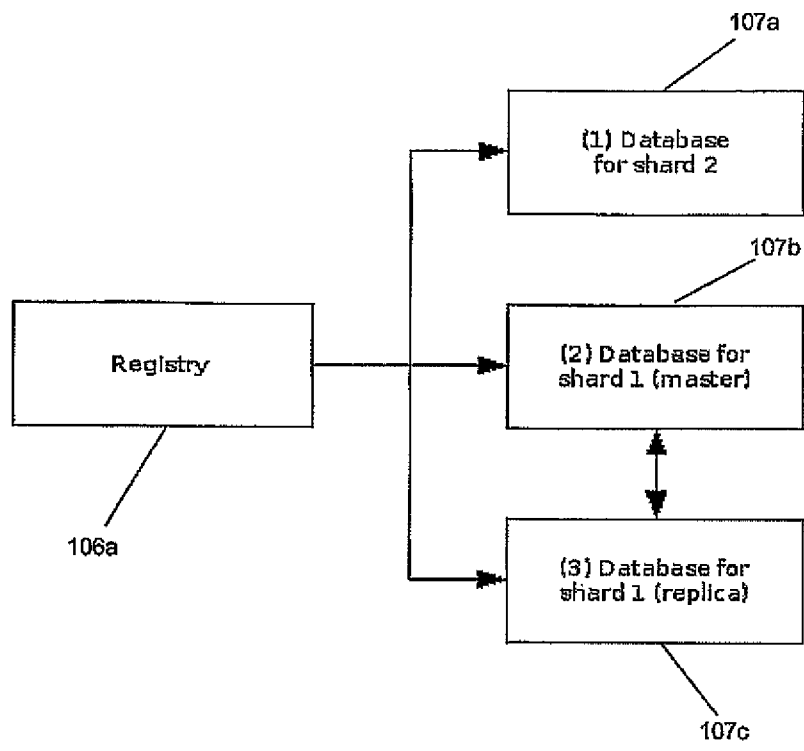 107a
(1) Database
for shard 2
107b
Registry
(2) Database for
shard 1 (master)
106a
(3) Database for
shard 1 (replica)
107c